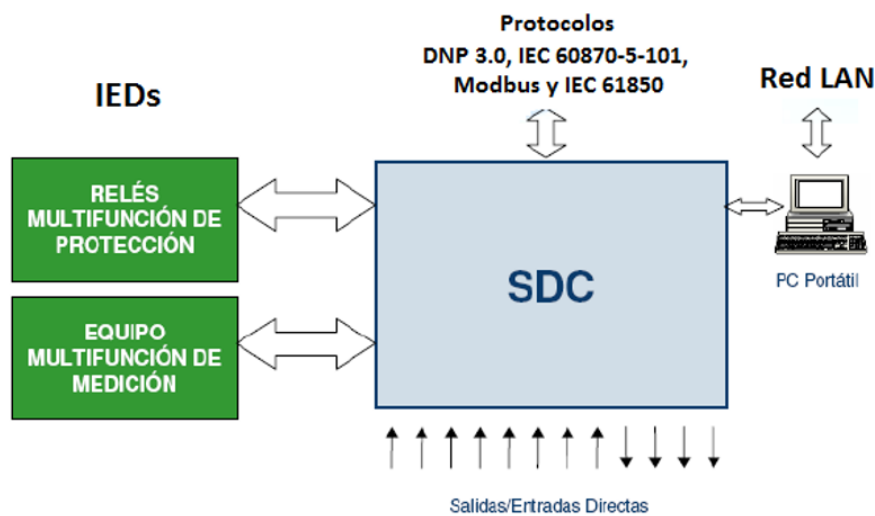 Protocolos
DNP 3.0, IEC 60870-5-101,
Modbus y IEC 61850
Red LAN
IEDs
RELÉS
MULTIFUNCIÓN DE
PROTECCIÓN
SDC
PC Portátil
EQUIPO
MULTIFUNCIÓN DE
MEDICIÓN
Salidas/Entradas Directas